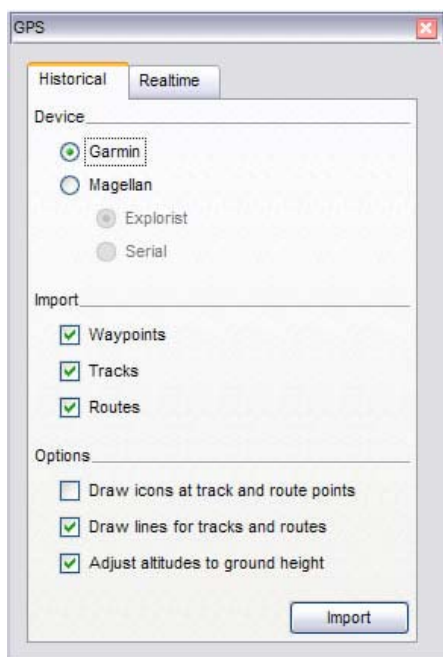 GPS
Historical Realtime
Device
Garmin
Magellan
Explorist
Serial
Import
Waypoints
Tracks
Routes
Options
Draw icons at track and route points
Draw lines for tracks and routes
Adjust altitudes to ground height
Import